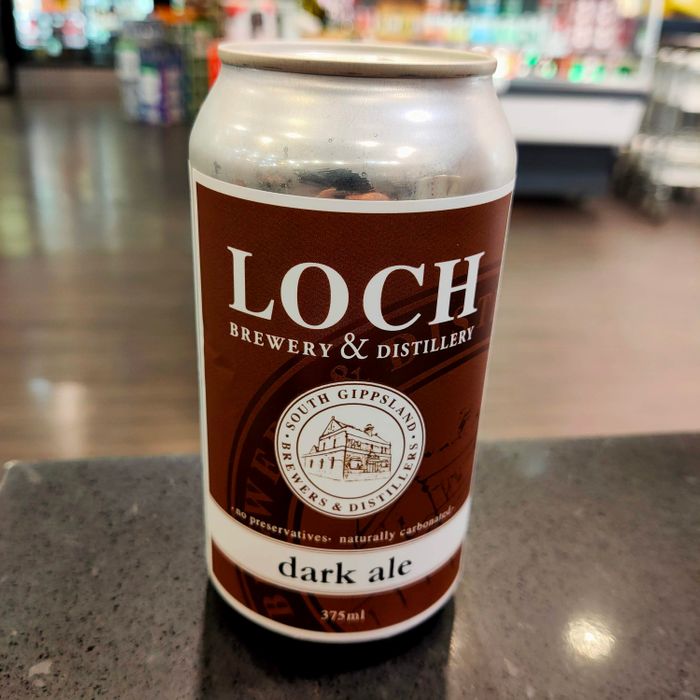 LOCH
BREWERY & DISTILLERY
SOUTH GIPPSLAND
· BREWERS & DISTILLERS ·
· no preservatives · naturally carbonated ·
dark ale
375ml